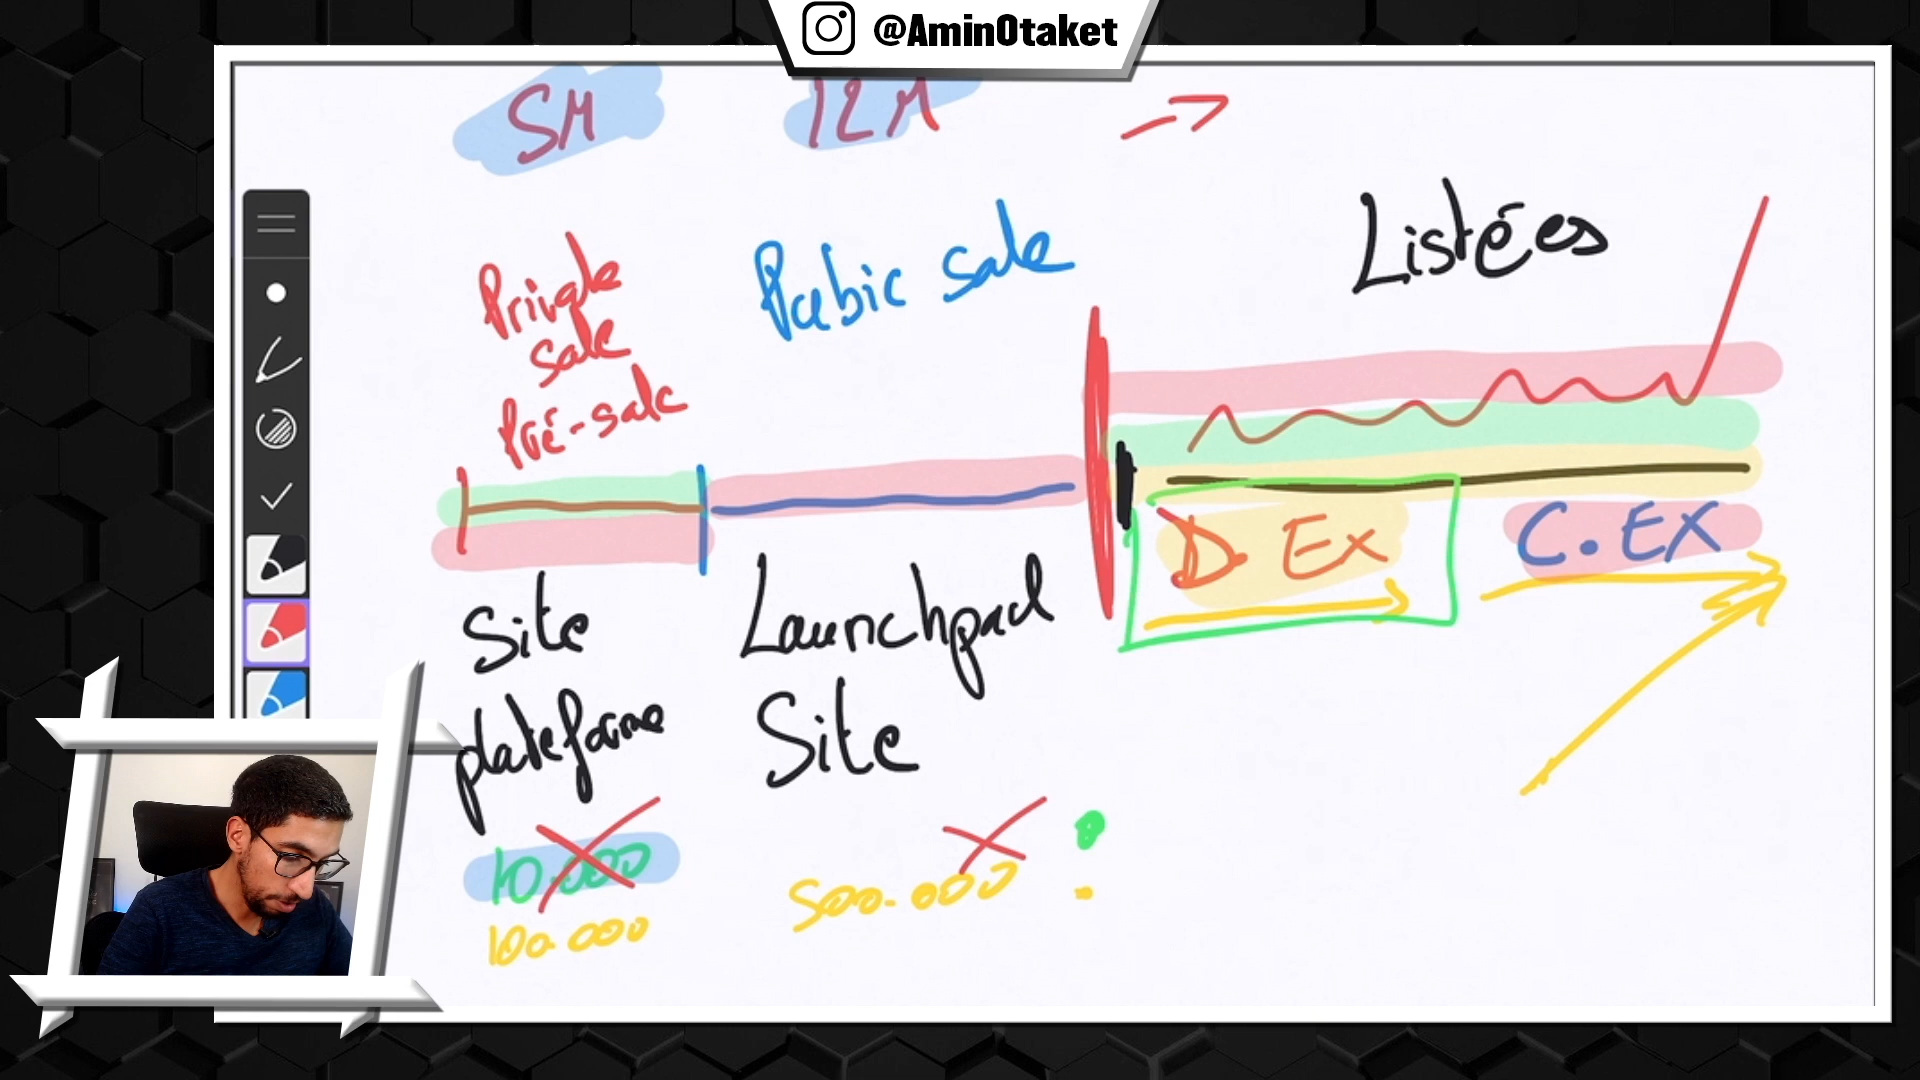 @AminOtaket
SM 12M
Listées
Private
sale
Pré-sale
Pubic sale
D. Ex C. EX
Site
plateforme
Launchpad
Site
10.000
100.000
500.000